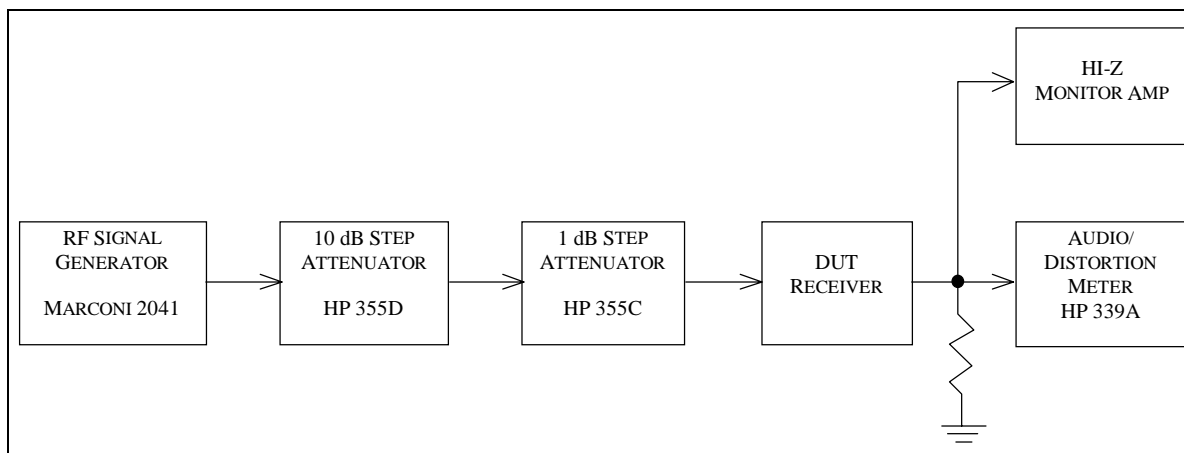 HI-Z
MONITOR AMP
RF SIGNAL
GENERATOR
MARCONI 2041
10 dB STEP
ATTENUATOR
HP 355D
1 dB STEP
ATTENUATOR
HP 355C
DUT
RECEIVER
AUDIO/
DISTORTION
METER
HP 339A